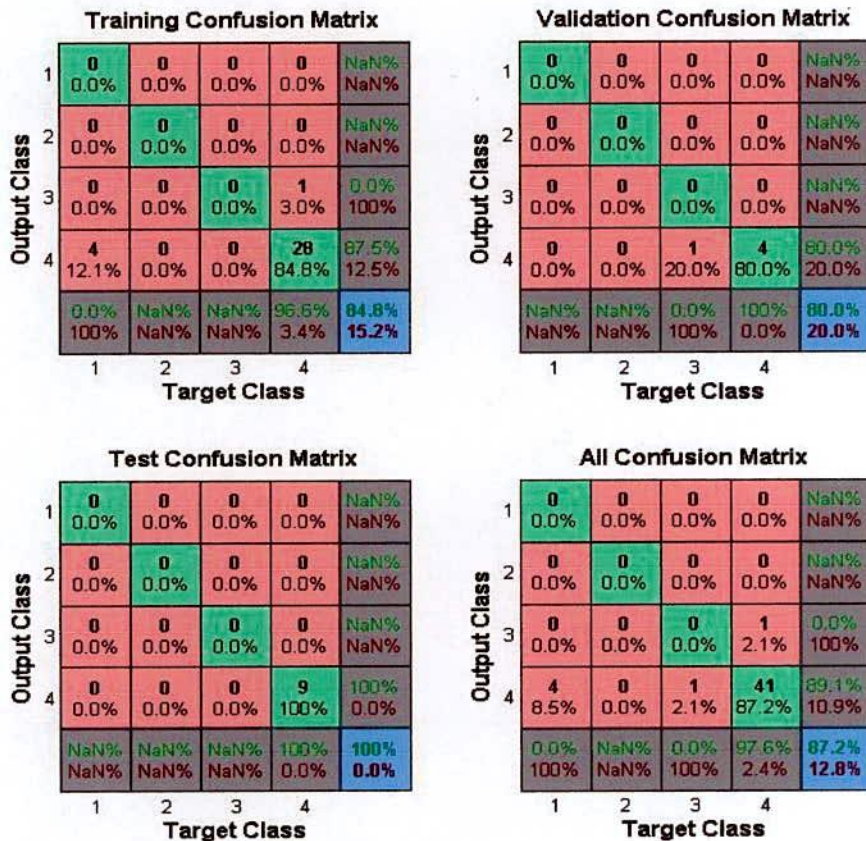 Training Confusion Matrix
1 0 0 0 0 NaN%
0.0% 0.0% 0.0% 0.0% NaN%
2 0 0 0 0 NaN%
0.0% 0.0% 0.0% 0.0% NaN%
3 0 0 0 1 0.0%
0.0% 0.0% 0.0% 3.0% 100%
4 4 0 0 28 87.5%
12.1% 0.0% 0.0% 84.8% 12.5%
0.0% NaN% NaN% 96.6% 84.8%
100% NaN% NaN% 3.4% 15.2%
1 2 3 4
Target Class
Output Class
Validation Confusion Matrix
1 0 0 0 0 NaN%
0.0% 0.0% 0.0% 0.0% NaN%
2 0 0 0 0 NaN%
0.0% 0.0% 0.0% 0.0% NaN%
3 0 0 0 0 NaN%
0.0% 0.0% 0.0% 0.0% NaN%
4 0 0 1 4 80.0%
0.0% 0.0% 20.0% 80.0% 20.0%
NaN% NaN% 0.0% 100% 80.0%
NaN% NaN% 100% 0.0% 20.0%
1 2 3 4
Target Class
Output Class
Test Confusion Matrix
1 0 0 0 0 NaN%
0.0% 0.0% 0.0% 0.0% NaN%
2 0 0 0 0 NaN%
0.0% 0.0% 0.0% 0.0% NaN%
3 0 0 0 0 NaN%
0.0% 0.0% 0.0% 0.0% NaN%
4 0 0 0 9 100%
0.0% 0.0% 0.0% 100% 0.0%
NaN% NaN% NaN% 100% 100%
NaN% NaN% NaN% 0.0% 0.0%
1 2 3 4
Target Class
Output Class
All Confusion Matrix
1 0 0 0 0 NaN%
0.0% 0.0% 0.0% 0.0% NaN%
2 0 0 0 0 NaN%
0.0% 0.0% 0.0% 0.0% NaN%
3 0 0 0 1 0.0%
0.0% 0.0% 0.0% 2.1% 100%
4 4 0 1 41 89.1%
8.5% 0.0% 2.1% 87.2% 10.9%
0.0% NaN% 0.0% 97.6% 87.2%
100% NaN% 100% 2.4% 12.8%
1 2 3 4
Target Class
Output Class